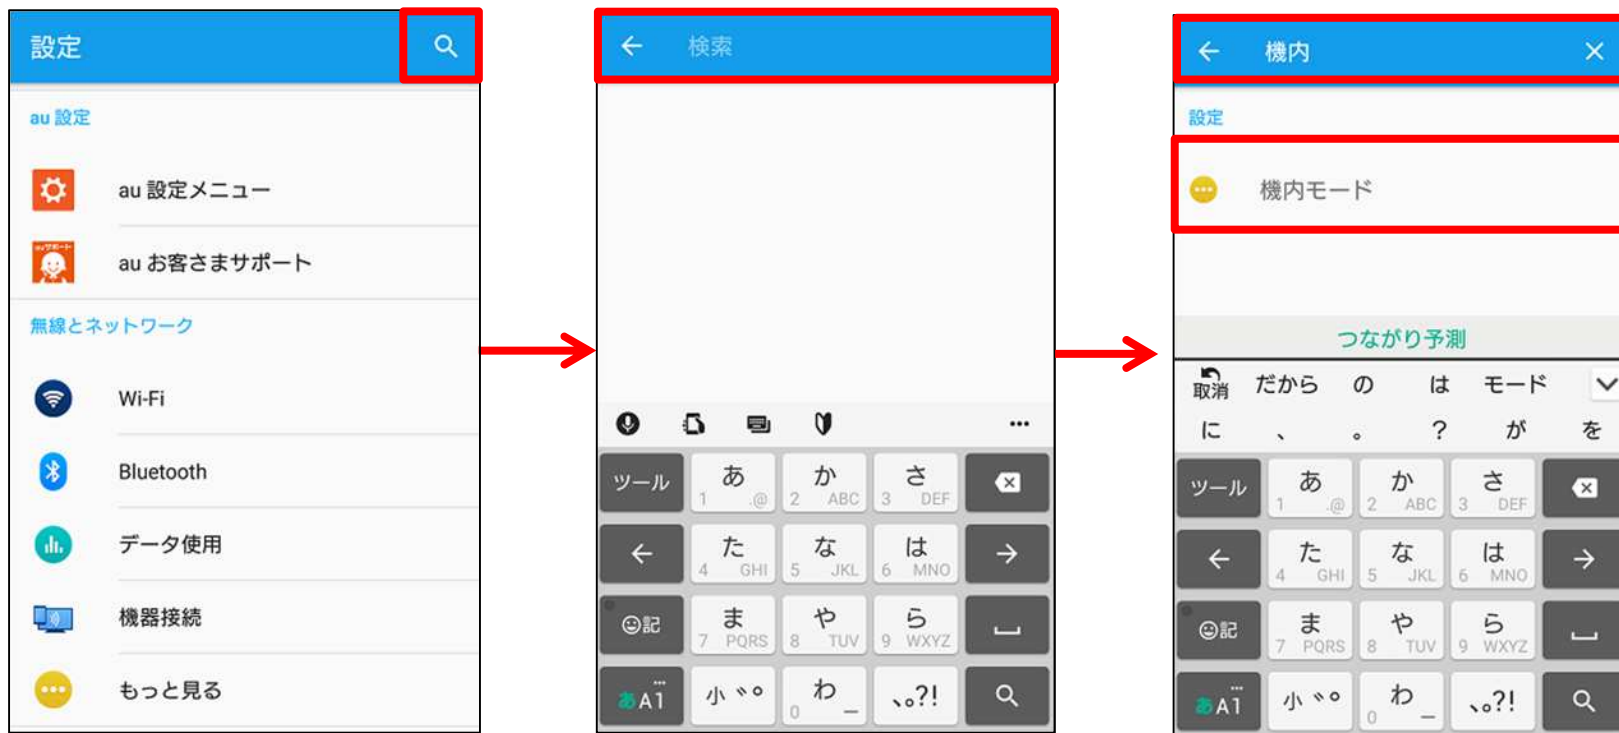 設定
au 設定
au 設定メニュー
auサポート
au お客さまサポート
無線とネットワーク
Wi-Fi
Bluetooth
データ使用
機器接続
もっと見る
検索
ツール
あ 1 .@
か 2 ABC
さ 3 DEF
た 4 GHI
な 5 JKL
は 6 MNO
記
ま 7 PQRS
や 8 TUV
ら 9 WXYZ
あA1
小 ゛゜
わ 0 _
、。?!
機内
設定
機内モード
つながり予測
取消 だから の は モード
に 、 。 ? が を
ツール
あ 1 .@
か 2 ABC
さ 3 DEF
た 4 GHI
な 5 JKL
は 6 MNO
記
ま 7 PQRS
や 8 TUV
ら 9 WXYZ
あA1
小 ゛゜
わ 0 _
、。?!